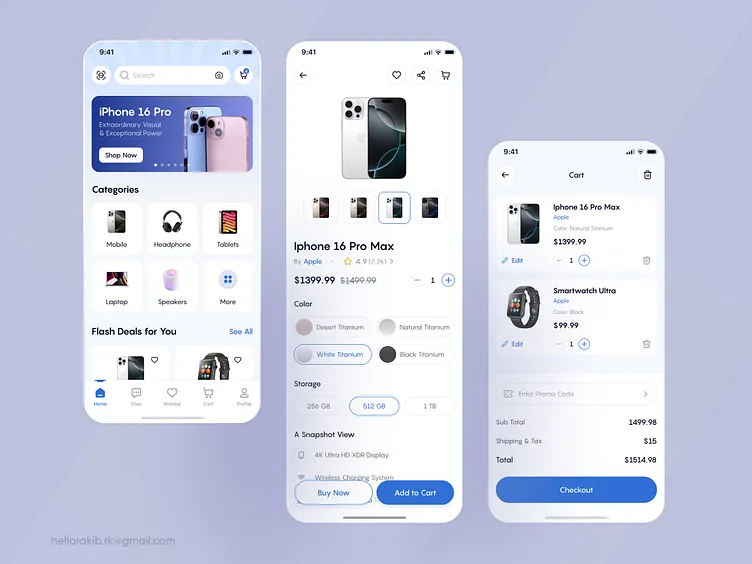 9:41
Search
4
iPhone 16 Pro
Extraordinary Visual
& Exceptional Power
Shop Now
Categories
Mobile
Headphone
Tablets
Laptop
Speakers
More
Flash Deals for You
See All
Home
Chat
Wishlist
Cart
Profile
9:41
Iphone 16 Pro Max
By Apple
4.9 (2.2k)
$1399.99 $1499.99
1
Color
Desert Titanium
Natural Titanium
White Titanium
Black Titanium
Storage
256 GB
512 GB
1 TB
A Snapshot View
4K Ultra HD XDR Display
Wireless Charging System
Buy Now
Add to Cart
9:41
Cart
Iphone 16 Pro Max
Apple
Color: Natural Titanium
$1399.99
Edit
1
Smartwatch Ultra
Apple
Color: Black
$99.99
Edit
1
Enter Promo Code
Sub Total 1499.98
Shipping & Tax $15
Total $1514.98
Checkout
hellorakib.rk@gmail.com